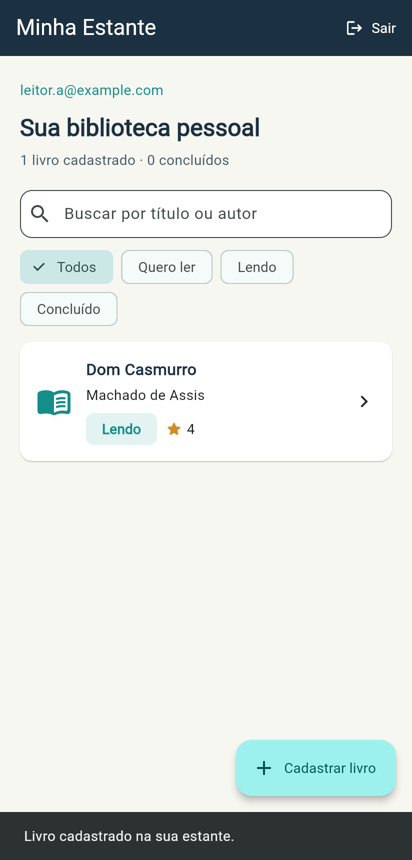 Minha Estante
Sair
leitor.a@example.com
Sua biblioteca pessoal
1 livro cadastrado · 0 concluídos
Buscar por título ou autor
Todos
Quero ler
Lendo
Concluído
Dom Casmurro
Machado de Assis
Lendo
4
Cadastrar livro
Livro cadastrado na sua estante.